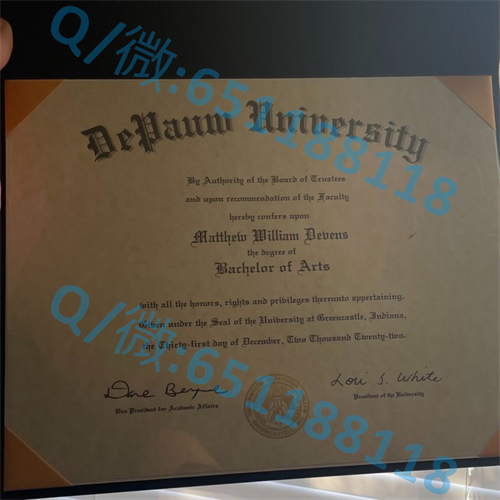 Q/微:651188118
DePauw University
By Authority of the Board of Trustees
and upon recommendation of the Faculty
hereby confers upon
Matthew William Devens
the degree of
Bachelor of Arts
with all the honors, rights and privileges thereunto appertaining.
Given under the Seal of the University at Greencastle, Indiana,
the Thirty-first day of December, Two Thousand Twenty-two.
Q/微:651188118
Lori S. White
Vice President for Academic Affairs
President of the University